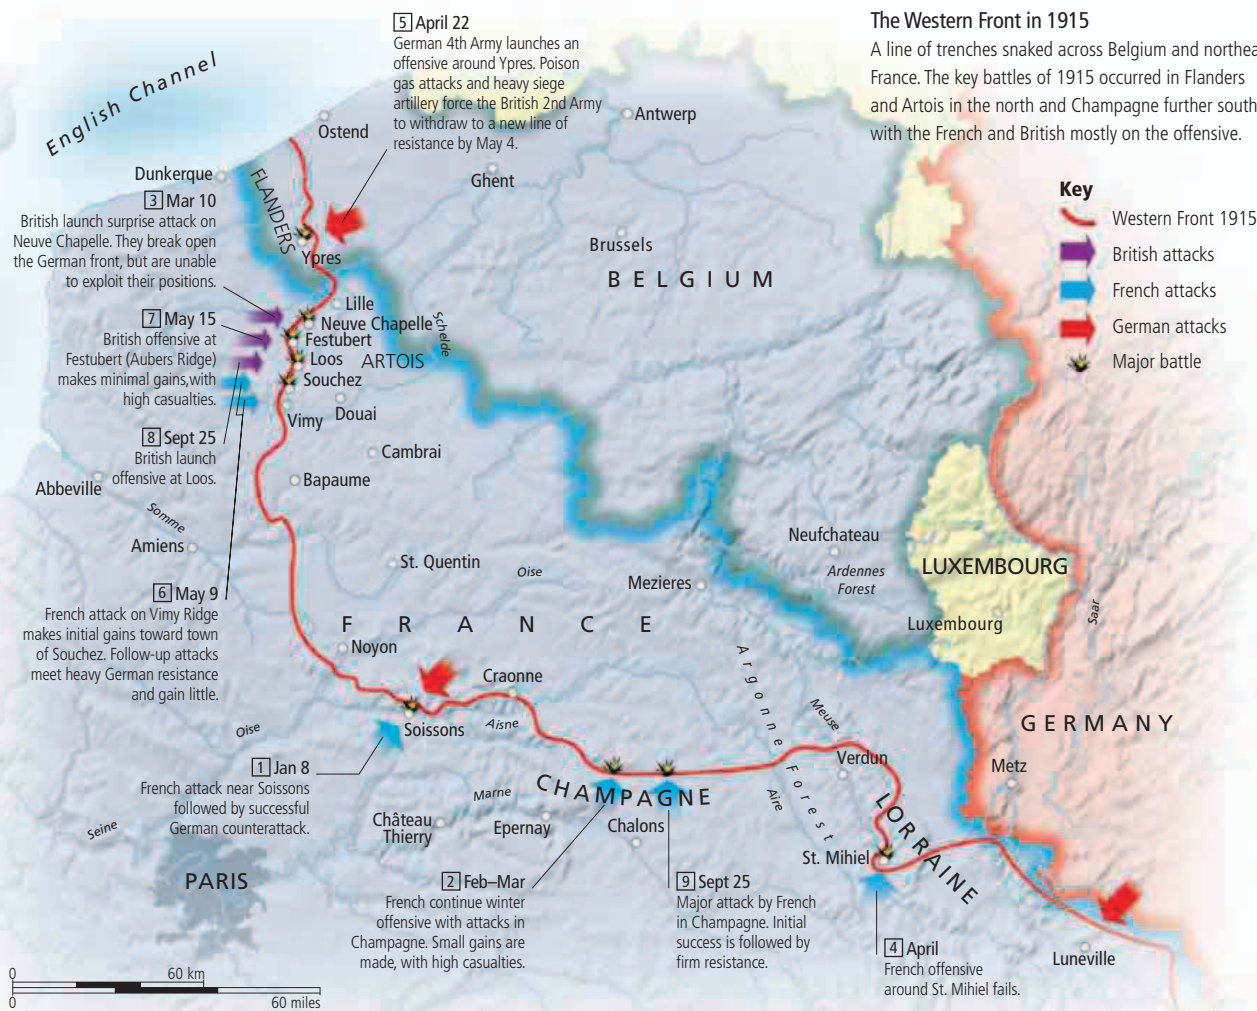 The Western Front in 1915
A line of trenches snaked across Belgium and northea
France. The key battles of 1915 occurred in Flanders
and Artois in the north and Champagne further south
with the French and British mostly on the offensive.
Key
Western Front 1915
British attacks
French attacks
German attacks
Major battle
5 April 22
German 4th Army launches an
offensive around Ypres. Poison
gas attacks and heavy siege
artillery force the British 2nd Army
to withdraw to a new line of
resistance by May 4.
English Channel
Ostend
Antwerp
Dunkerque
Ghent
FLANDERS
3 Mar 10
British launch surprise attack on
Neuve Chapelle. They break open
the German front, but are unable
to exploit their positions.
Ypres
Brussels
BELGIUM
Lille
Neuve Chapelle
Festubert
Loos
ARTOIS
Schelde
Souchez
Vimy
Douai
7 May 15
British offensive at
Festubert (Aubers Ridge)
makes minimal gains,with
high casualties.
8 Sept 25
British launch
offensive at Loos.
Cambrai
Bapaume
Abbeville
Somme
Amiens
St. Quentin
Oise
Mezieres
Neufchateau
Ardennes
Forest
LUXEMBOURG
Luxembourg
Saar
6 May 9
French attack on Vimy Ridge
makes initial gains toward town
of Souchez. Follow-up attacks
meet heavy German resistance
and gain little.
FRANCE
Noyon
Craonne
Soissons
Aisne
Oise
Argonne Forest
Meuse
Verdun
GERMANY
Metz
1 Jan 8
French attack near Soissons
followed by successful
German counterattack.
CHAMPAGNE
Marne
Aire
Seine
Château
Thierry
Epernay
Chalons
LORRAINE
St. Mihiel
PARIS
2 Feb–Mar
French continue winter
offensive with attacks in
Champagne. Small gains are
made, with high casualties.
9 Sept 25
Major attack by French
in Champagne. Initial
success is followed by
firm resistance.
4 April
French offensive
around St. Mihiel fails.
Luneville
0 60 km
0 60 miles